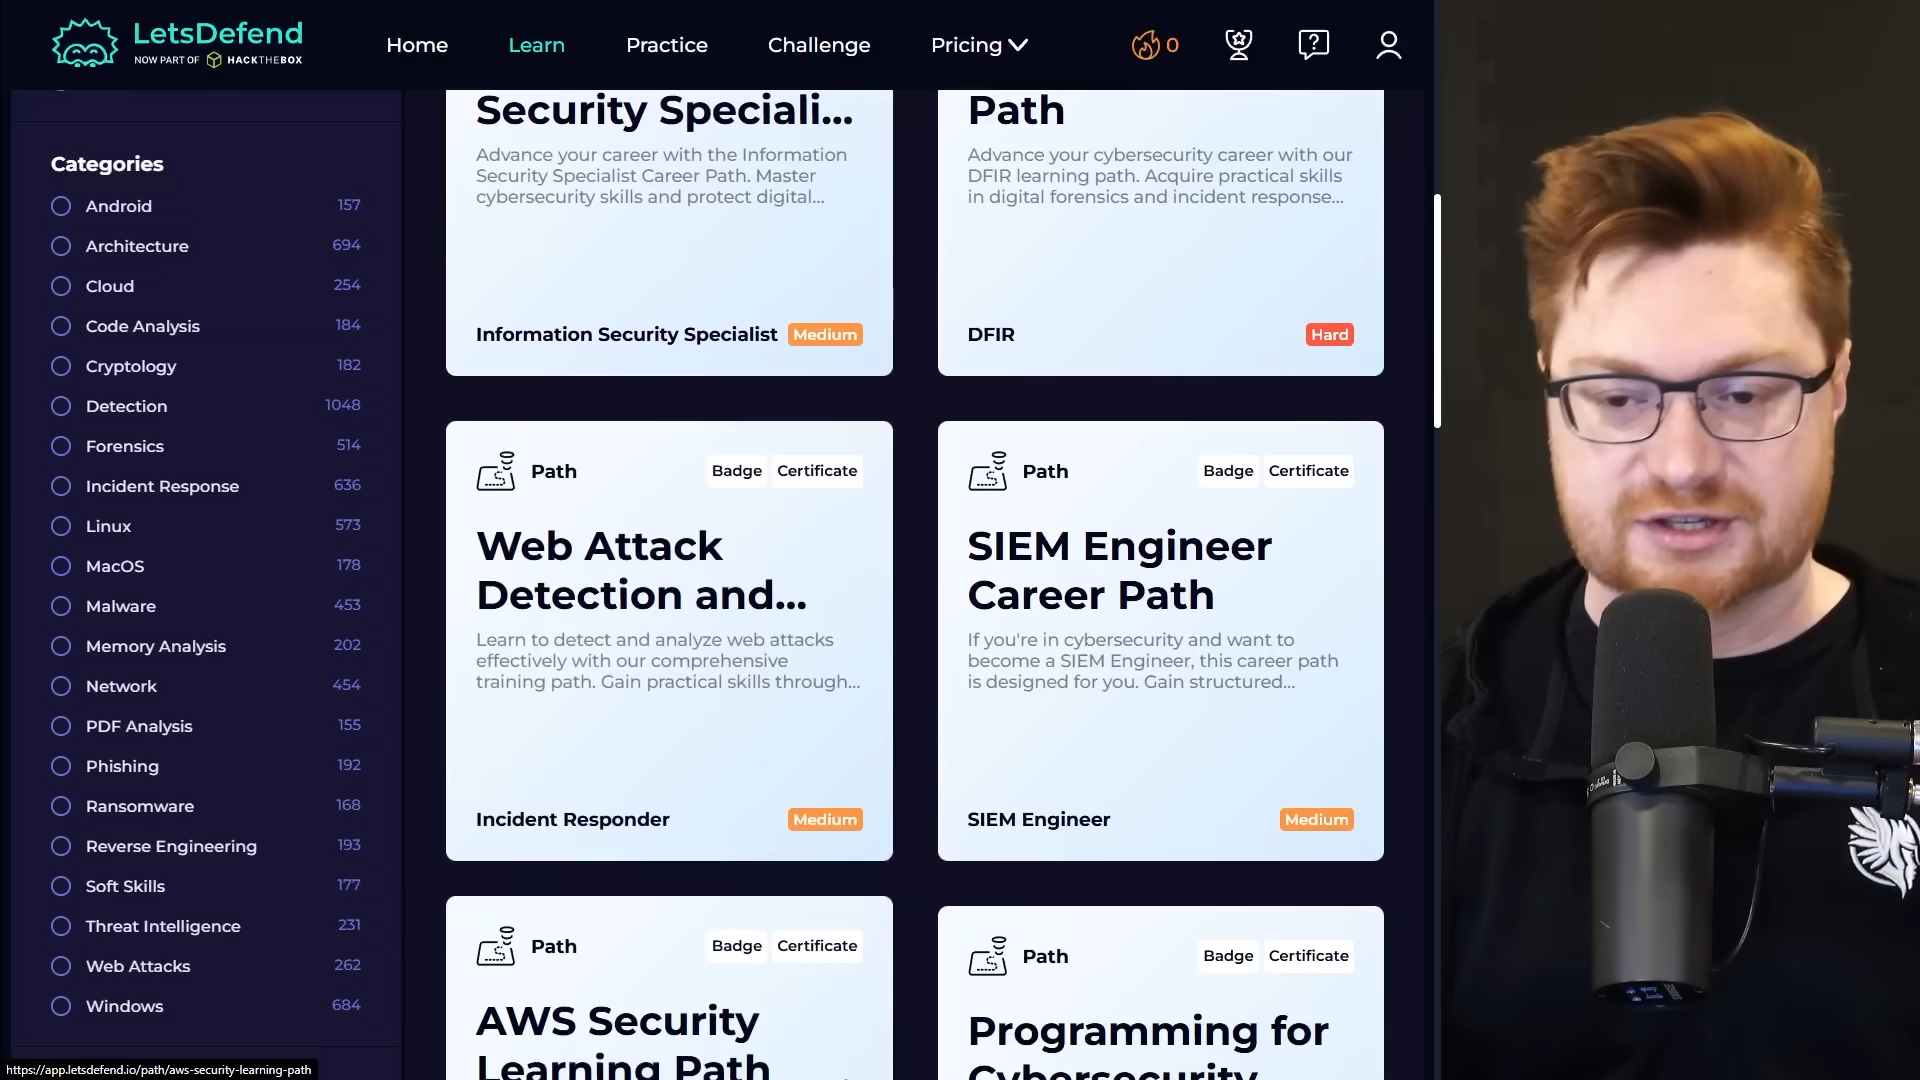 LetsDefend
NOW PART OF HACKTHEBOX
Home
Learn
Practice
Challenge
Pricing
0
Categories
Android 157
Architecture 694
Cloud 254
Code Analysis 184
Cryptology 182
Detection 1048
Forensics 514
Incident Response 636
Linux 573
MacOS 178
Malware 453
Memory Analysis 202
Network 454
PDF Analysis 155
Phishing 192
Ransomware 168
Reverse Engineering 193
Soft Skills 177
Threat Intelligence 231
Web Attacks 262
Windows 684
Security Speciali...
Advance your career with the Information
Security Specialist Career Path. Master
cybersecurity skills and protect digital...
Information Security Specialist Medium
Path
Advance your cybersecurity career with our
DFIR learning path. Acquire practical skills
in digital forensics and incident response...
DFIR Hard
Path Badge Certificate
Web Attack
Detection and...
Learn to detect and analyze web attacks
effectively with our comprehensive
training path. Gain practical skills through...
Incident Responder Medium
Path Badge Certificate
SIEM Engineer
Career Path
If you're in cybersecurity and want to
become a SIEM Engineer, this career path
is designed for you. Gain structured...
SIEM Engineer Medium
Path Badge Certificate
AWS Security
Learning Path
Path Badge Certificate
Programming for
Cybersecurity
https://app.letsdefend.io/path/aws-security-learning-path